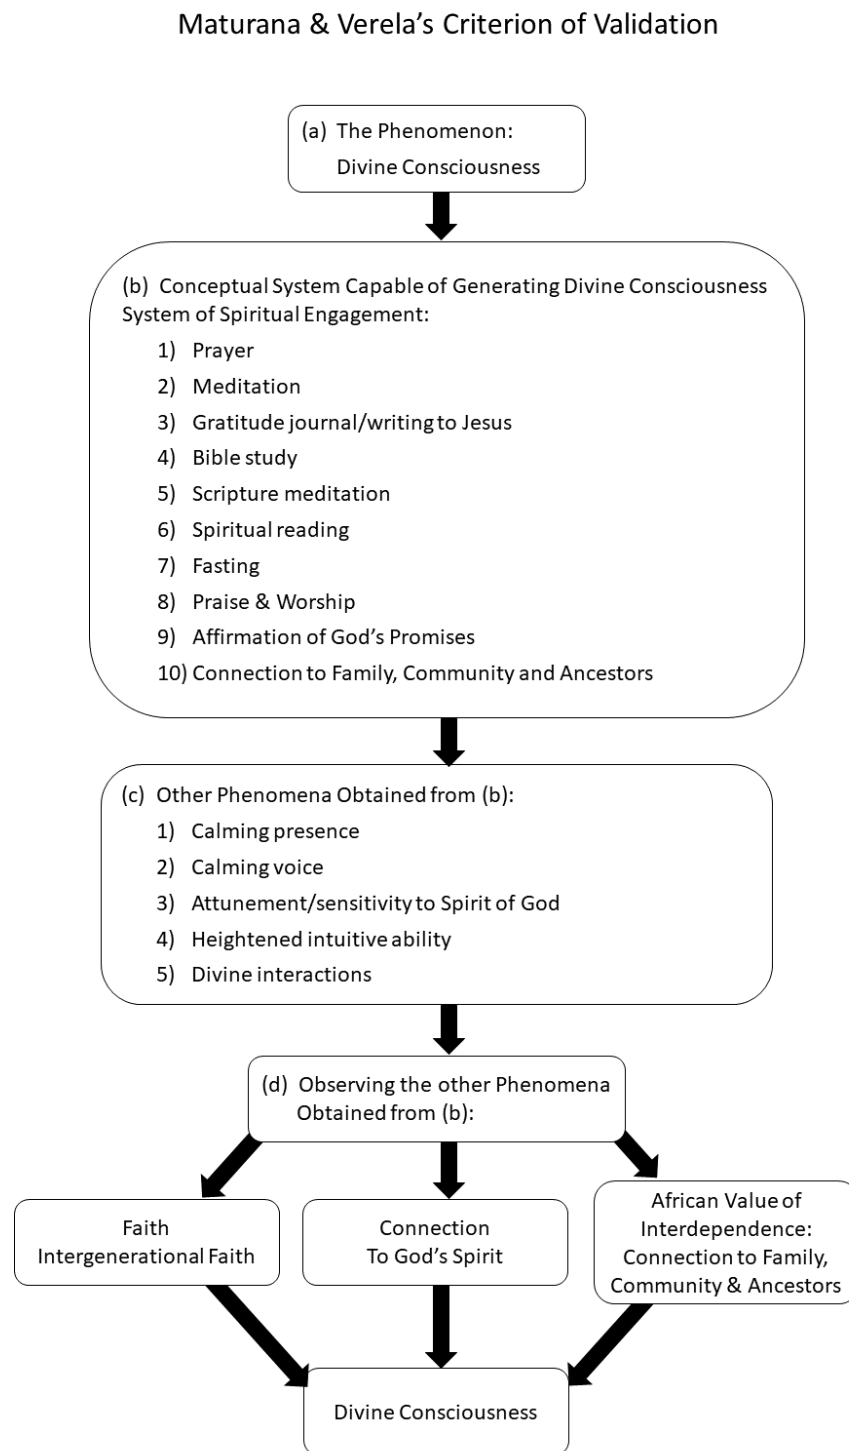 Maturana & Verela’s Criterion of Validation
(a) The Phenomenon:
Divine Consciousness
(b) Conceptual System Capable of Generating Divine Consciousness
System of Spiritual Engagement:
1) Prayer
2) Meditation
3) Gratitude journal/writing to Jesus
4) Bible study
5) Scripture meditation
6) Spiritual reading
7) Fasting
8) Praise & Worship
9) Affirmation of God’s Promises
10) Connection to Family, Community and Ancestors
(c) Other Phenomena Obtained from (b):
1) Calming presence
2) Calming voice
3) Attunement/sensitivity to Spirit of God
4) Heightened intuitive ability
5) Divine interactions
(d) Observing the other Phenomena
Obtained from (b):
Faith
Intergenerational Faith
Connection
To God’s Spirit
African Value of
Interdependence:
Connection to Family,
Community & Ancestors
Divine Consciousness